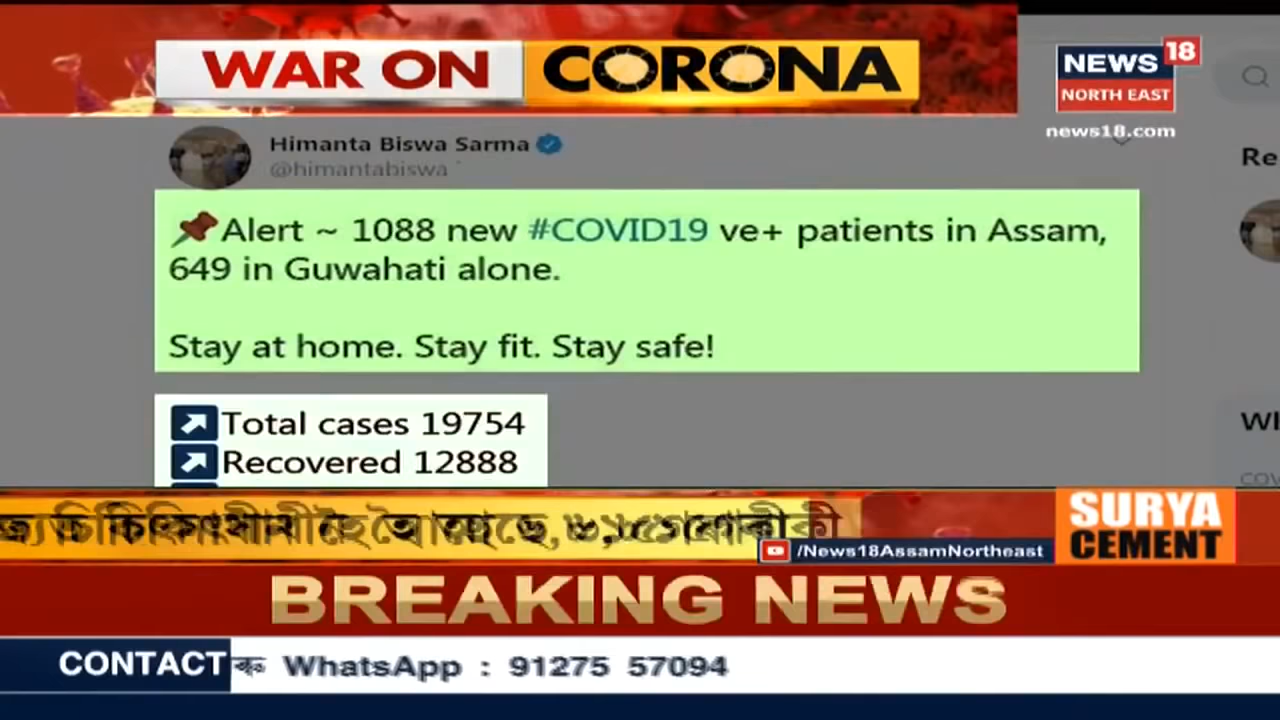 WAR ON CORONA
NEWS 18
NORTH EAST
news18.com
Himanta Biswa Sarma
@himantabiswa
Re
Alert ~ 1088 new #COVID19 ve+ patients in Assam,
649 in Guwahati alone.
Stay at home. Stay fit. Stay safe!
Total cases 19754
Recovered 12888
/News18AssamNortheast
SURYA
CEMENT
BREAKING NEWS
CONTACT WhatsApp : 91275 57094